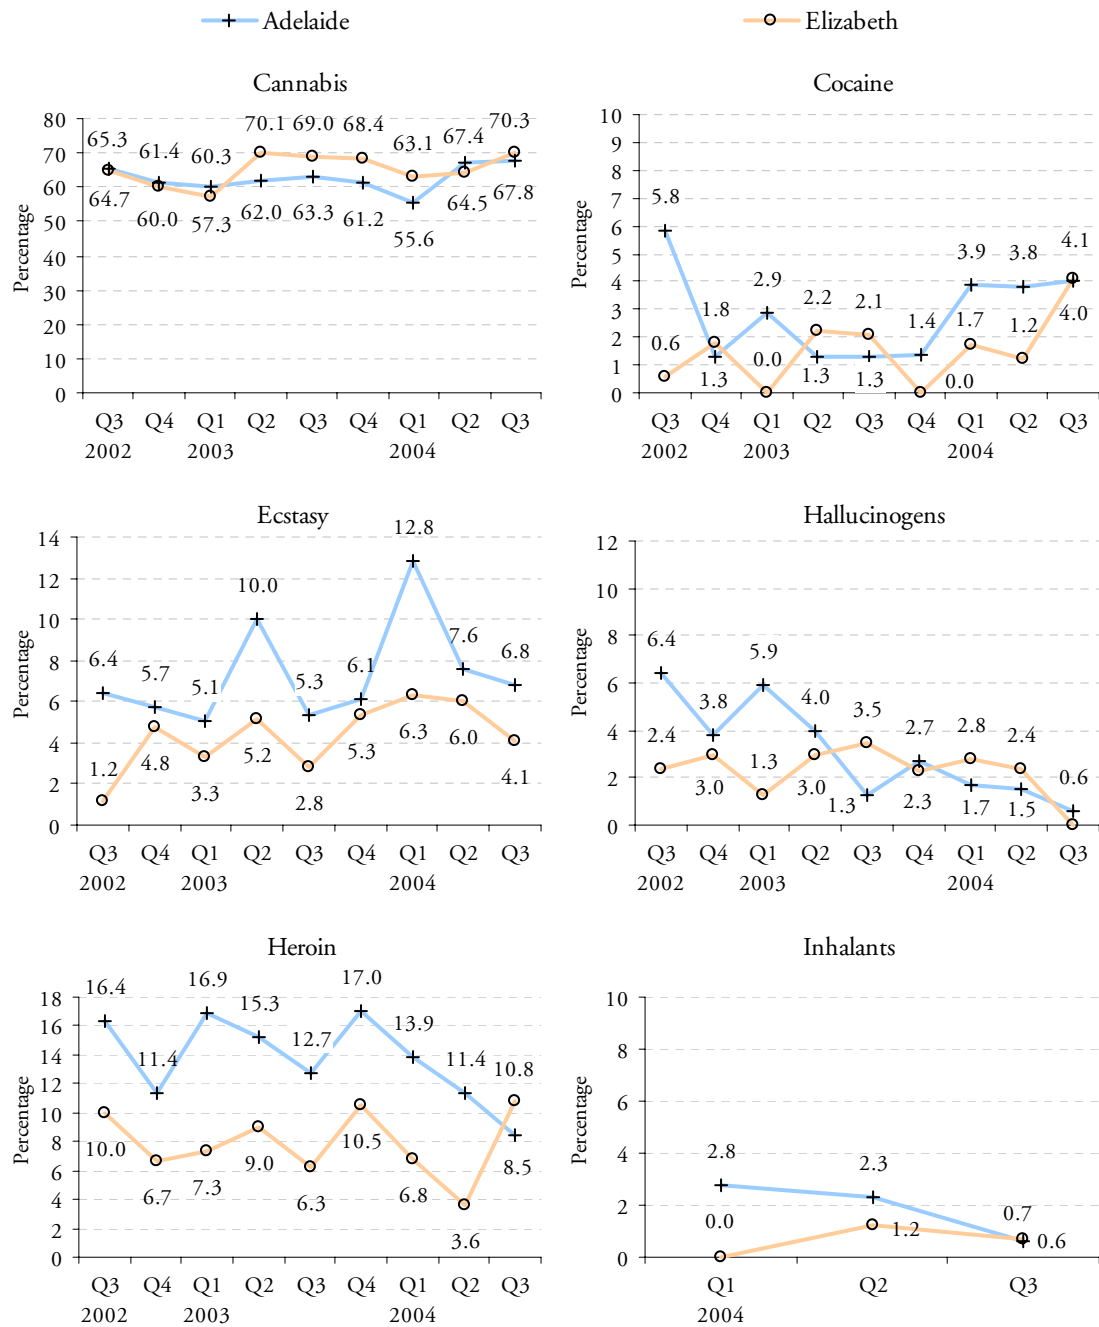 Adelaide Elizabeth
Cannabis
Percentage
80
70
60
50
40
30
20
10
0
65.3 61.4 60.3 70.1 69.0 68.4 63.1 67.4 70.3
64.7 60.0 57.3 62.0 63.3 61.2 55.6 64.5 67.8
Q3 Q4 Q1 Q2 Q3 Q4 Q1 Q2 Q3
2002 2003 2004
Cocaine
Percentage
10
9
8
7
6
5
4
3
2
1
0
5.8 1.8 2.9 2.2 2.1 1.4 3.9 3.8 4.1
0.6 1.3 0.0 1.3 1.3 0.0 1.7 1.2 4.0
Q3 Q4 Q1 Q2 Q3 Q4 Q1 Q2 Q3
2002 2003 2004
Ecstasy
Percentage
14
12
10
8
6
4
2
0
6.4 5.7 5.1 10.0 5.3 6.1 12.8 7.6 6.8
1.2 4.8 3.3 5.2 2.8 5.3 6.3 6.0 4.1
Q3 Q4 Q1 Q2 Q3 Q4 Q1 Q2 Q3
2002 2003 2004
Hallucinogens
Percentage
12
10
8
6
4
2
0
6.4 3.8 5.9 4.0 3.5 2.7 2.8 2.4 0.6
2.4 3.0 1.3 3.0 1.3 2.3 1.7 1.5
Q3 Q4 Q1 Q2 Q3 Q4 Q1 Q2 Q3
2002 2003 2004
Heroin
Percentage
18
16
14
12
10
8
6
4
2
0
16.4 11.4 16.9 15.3 12.7 17.0 13.9 11.4 10.8
10.0 6.7 7.3 9.0 6.3 10.5 6.8 3.6 8.5
Q3 Q4 Q1 Q2 Q3 Q4 Q1 Q2 Q3
2002 2003 2004
Inhalants
Percentage
10
8
6
4
2
0
2.8 2.3 0.7
0.0 1.2 0.6
Q1 Q2 Q3
2004